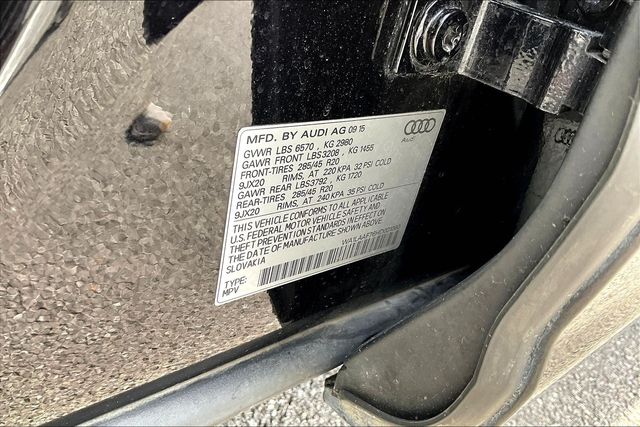 MFD. BY AUDI AG 09 15
GVWR LBS 6570 , KG 2980
GAWR FRONT LBS3208 , KG 1455
FRONT-TIRES 285/45 R20
9JX20 RIMS, AT 220 KPA 32 PSI COLD
GAWR REAR LBS3792 , KG 1720
REAR-TIRES 285/45 R20
9JX20 RIMS, AT 240 KPA 35 PSI COLD
THIS VEHICLE CONFORMS TO ALL APPLICABLE
U.S. FEDERAL MOTOR VEHICLE SAFETY AND
THEFT PREVENTION STANDARDS IN EFFECT ON
THE DATE OF MANUFACTURE SHOWN ABOVE.
SLOVAKIA
TYPE:
MPV
Audi